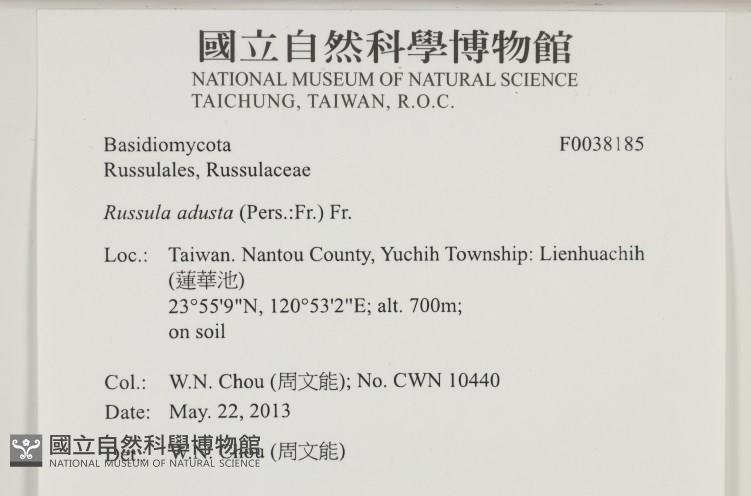 國立自然科學博物館
NATIONAL MUSEUM OF NATURAL SCIENCE
TAICHUNG, TAIWAN, R.O.C.
Basidiomycota F0038185
Russulales, Russulaceae
Russula adusta (Pers.:Fr.) Fr.
Loc.: Taiwan. Nantou County, Yuchih Township: Lienhuachih
(蓮華池)
23°55'9"N, 120°53'2"E; alt. 700m;
on soil
Col.: W.N. Chou (周文能); No. CWN 10440
Date: May. 22, 2013
Det.: W.N. Chou (周文能)
國立自然科學博物館
NATIONAL MUSEUM OF NATURAL SCIENCE